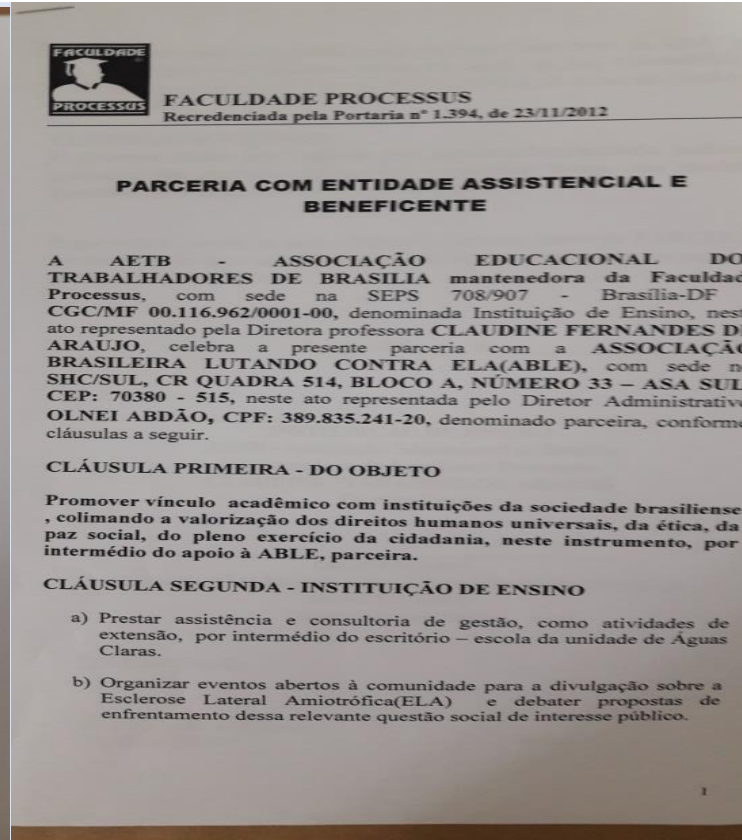 FACULDADE
PROCESSUS
FACULDADE PROCESSUS
Recredenciada pela Portaria nº 1.394, de 23/11/2012
PARCERIA COM ENTIDADE ASSISTENCIAL E
BENEFICENTE
A AETB - ASSOCIAÇÃO EDUCACIONAL DO
TRABALHADORES DE BRASILIA mantenedora da Faculdad
Processus, com sede na SEPS 708/907 - Brasília-DF
CGC/MF 00.116.962/0001-00, denominada Instituição de Ensino, nest
ato representado pela Diretora professora CLAUDINE FERNANDES D
ARAUJO, celebra a presente parceria com a ASSOCIAÇÃO
BRASILEIRA LUTANDO CONTRA ELA(ABLE), com sede n
SHC/SUL, CR QUADRA 514, BLOCO A, NÚMERO 33 – ASA SUL
CEP: 70380 - 515, neste ato representada pelo Diretor Administrativo
OLNEI ABDÃO, CPF: 389.835.241-20, denominado parceira, conforme
cláusulas a seguir.
CLÁUSULA PRIMEIRA - DO OBJETO
Promover vínculo acadêmico com instituições da sociedade brasiliense
, colimando a valorização dos direitos humanos universais, da ética, da
paz social, do pleno exercício da cidadania, neste instrumento, por
intermédio do apoio à ABLE, parceira.
CLÁUSULA SEGUNDA - INSTITUIÇÃO DE ENSINO
a) Prestar assistência e consultoria de gestão, como atividades de
extensão, por intermédio do escritório – escola da unidade de Águas
Claras.
b) Organizar eventos abertos à comunidade para a divulgação sobre a
Esclerose Lateral Amiotrófica(ELA) e debater propostas de
enfrentamento dessa relevante questão social de interesse público.
1